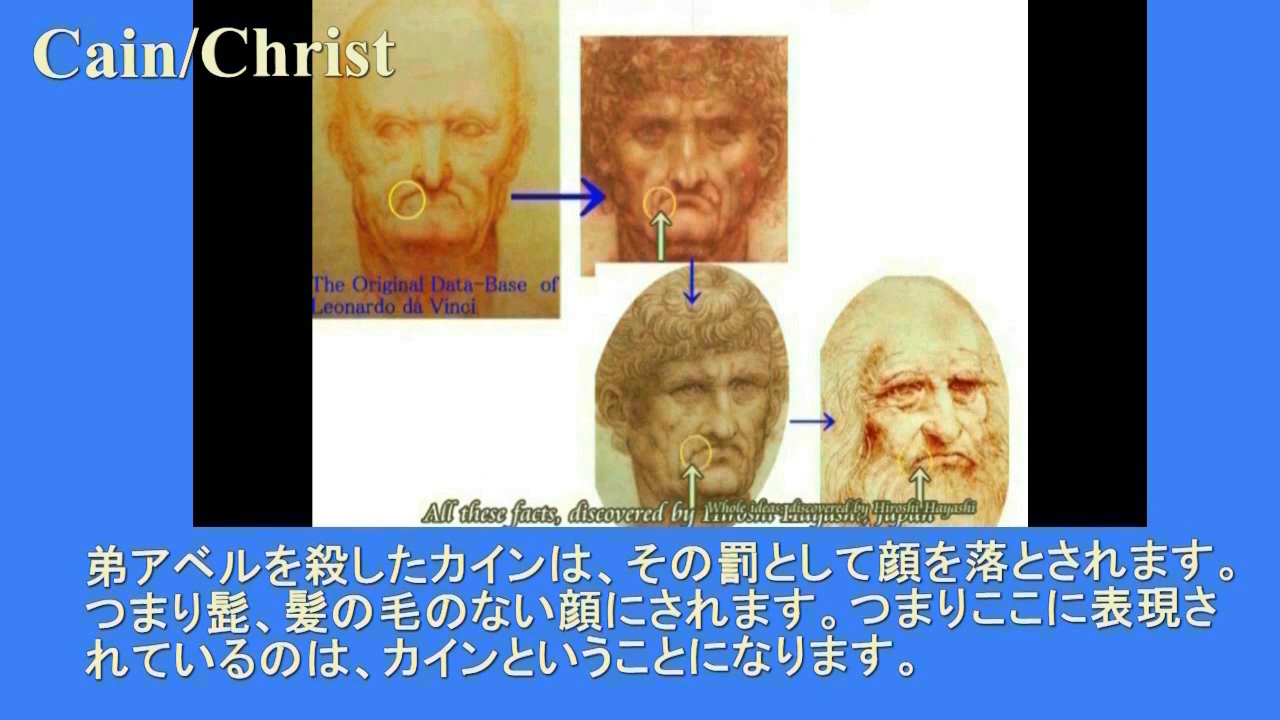 Cain/Christ
The Original Data-Base of
Leonardo da Vinci
All these facts, discovered by Hiroshi Hayashi, Japan
Whole ideas discovered by Hiroshi Hayashi
弟アベルを殺したカインは、その罰として顔を落とされます。
つまり髭、髪の毛のない顔にされます。つまりここに表現さ
れているのは、カインということになります。